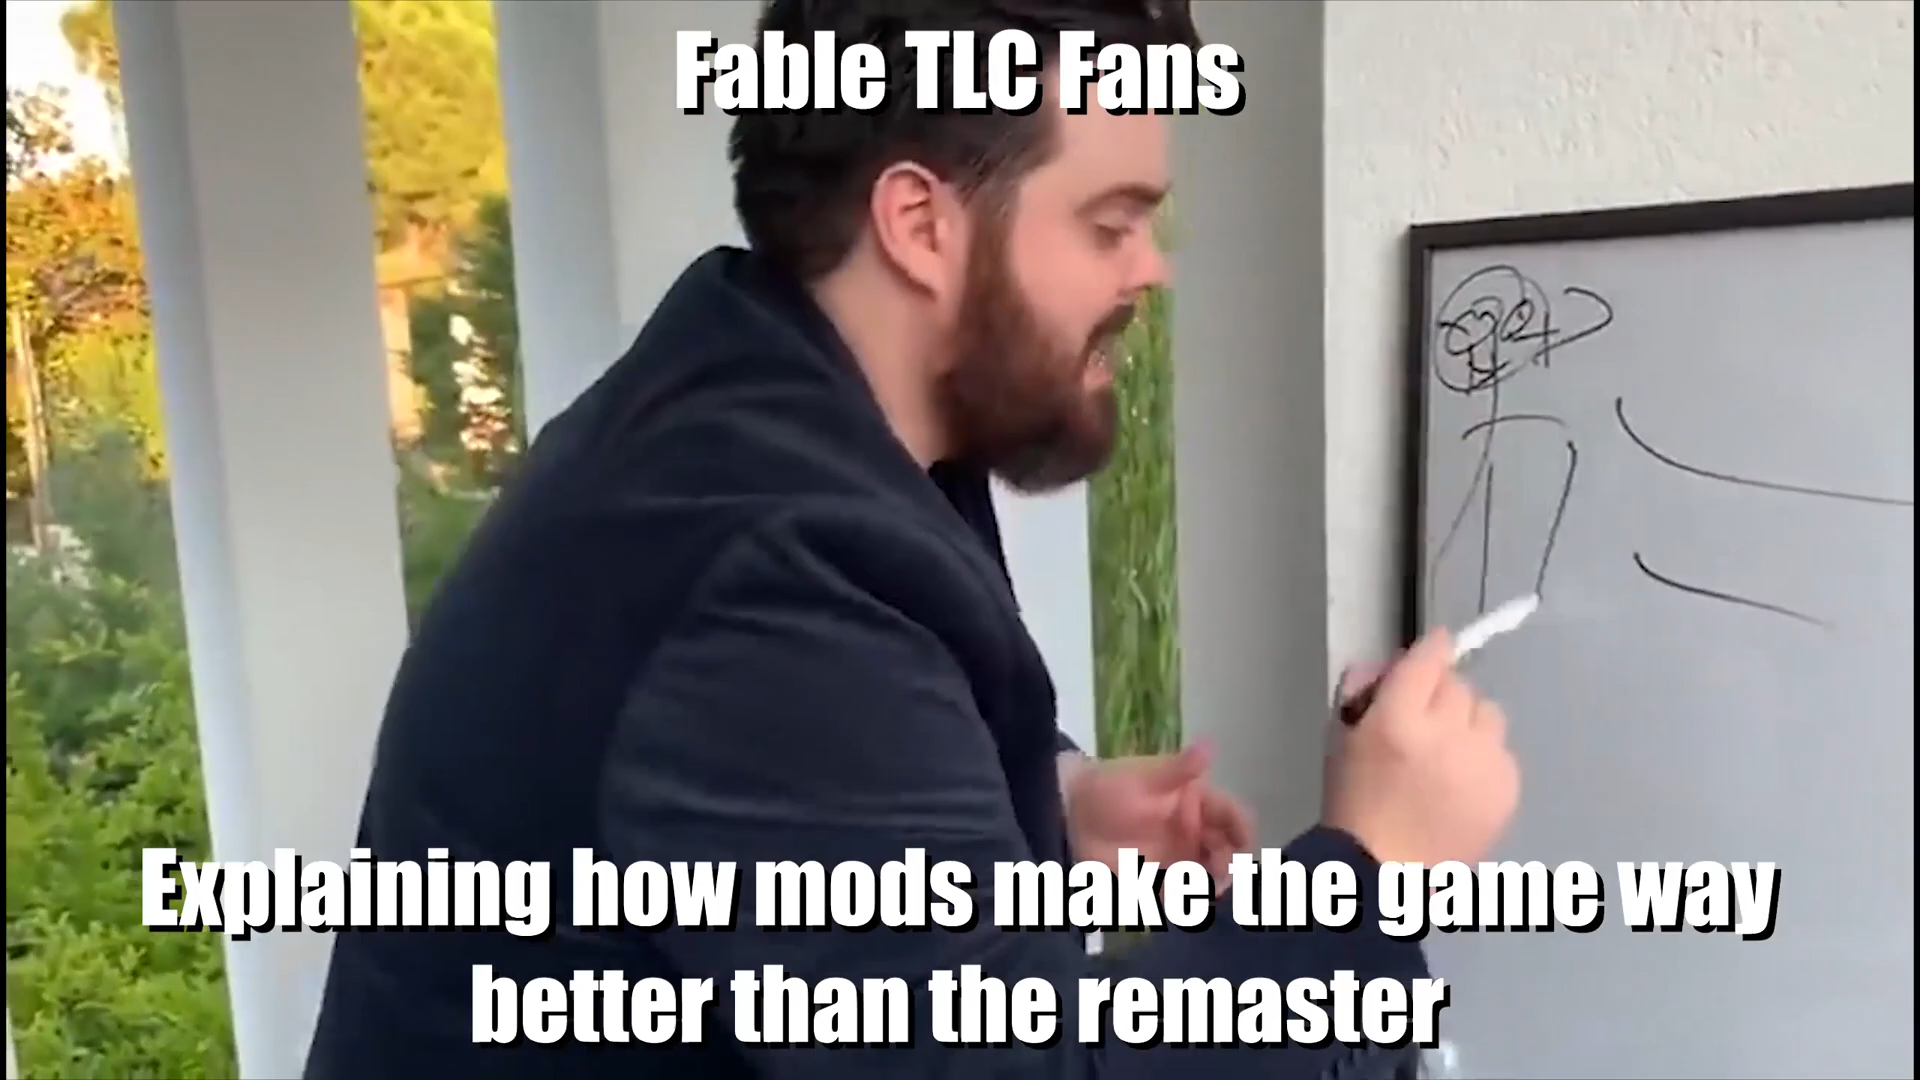 Fable TLC Fans
Explaining how mods make the game way
better than the remaster